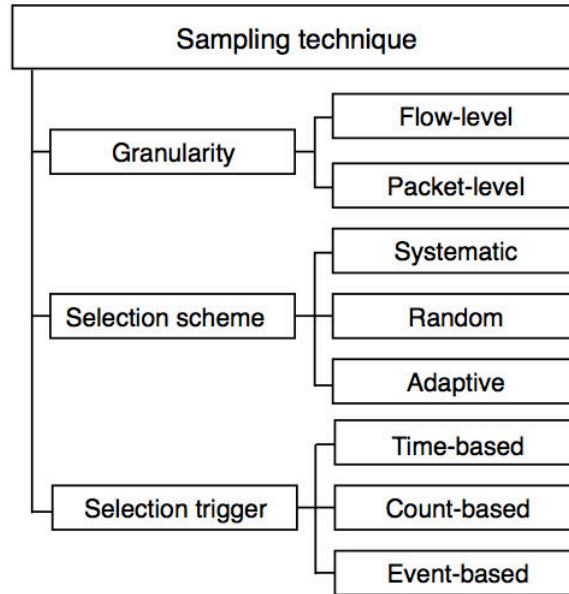 Sampling technique
Granularity
Flow-level
Packet-level
Selection scheme
Systematic
Random
Adaptive
Selection trigger
Time-based
Count-based
Event-based